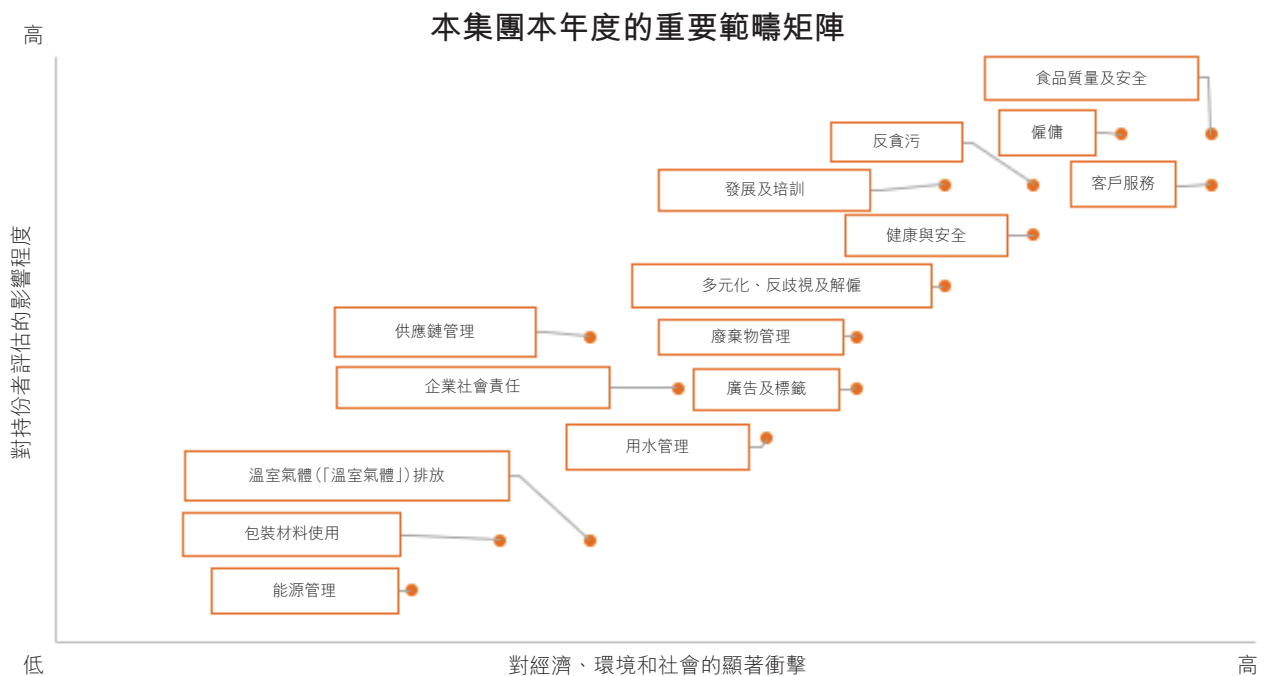 本集團本年度的重要範疇矩陣
高
食品質量及安全
僱傭
反貪污
客戶服務
發展及培訓
健康與安全
多元化、反歧視及解僱
供應鏈管理
廢棄物管理
企業社會責任
廣告及標籤
用水管理
溫室氣體(「溫室氣體」)排放
包裝材料使用
能源管理
對持份者評估的影響程度
低
對經濟、環境和社會的顯著衝擊
高